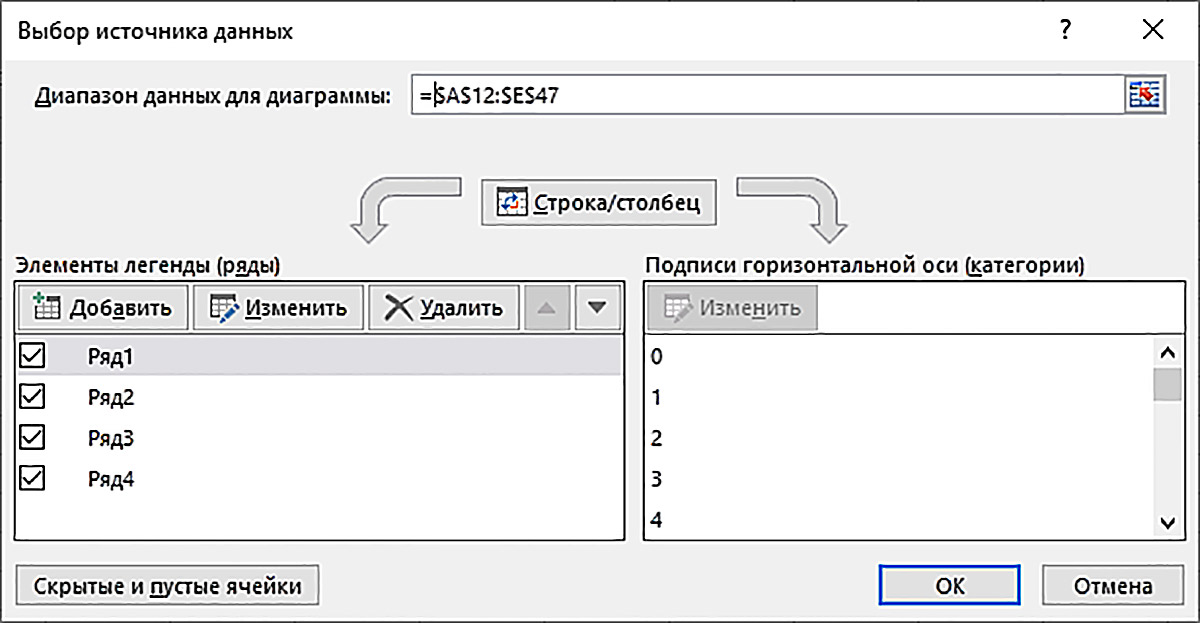 Выбор источника данных ?
Диапазон данных для диаграммы: =$A$12:$E$47
Строка/столбец
Элементы легенды (ряды)
Добавить Изменить Удалить
Ряд1
Ряд2
Ряд3
Ряд4
Подписи горизонтальной оси (категории)
Изменить
0
1
2
3
4
Скрытые и пустые ячейки
ОК Отмена